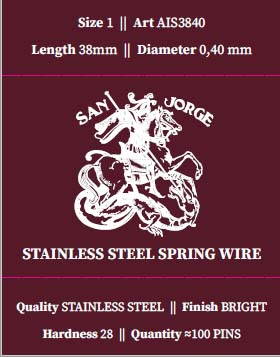 Size 1 || Art AIS3840
Length 38mm || Diameter 0,40 mm
SAN JORGE
STAINLESS STEEL SPRING WIRE
Quality STAINLESS STEEL || Finish BRIGHT
Hardness 28 || Quantity ≈100 PINS